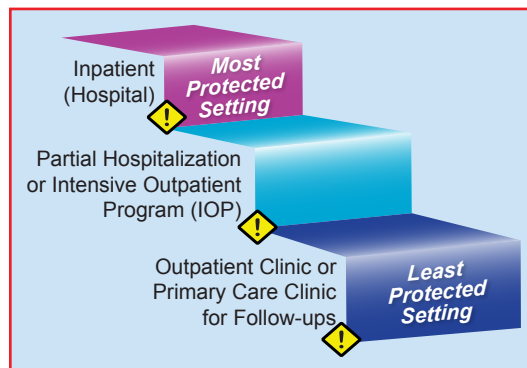 Inpatient
(Hospital)
Most
Protected
Setting
!
Partial Hospitalization
or Intensive Outpatient
Program (IOP)
!
Outpatient Clinic or
Primary Care Clinic
for Follow-ups
Least
Protected
Setting
!